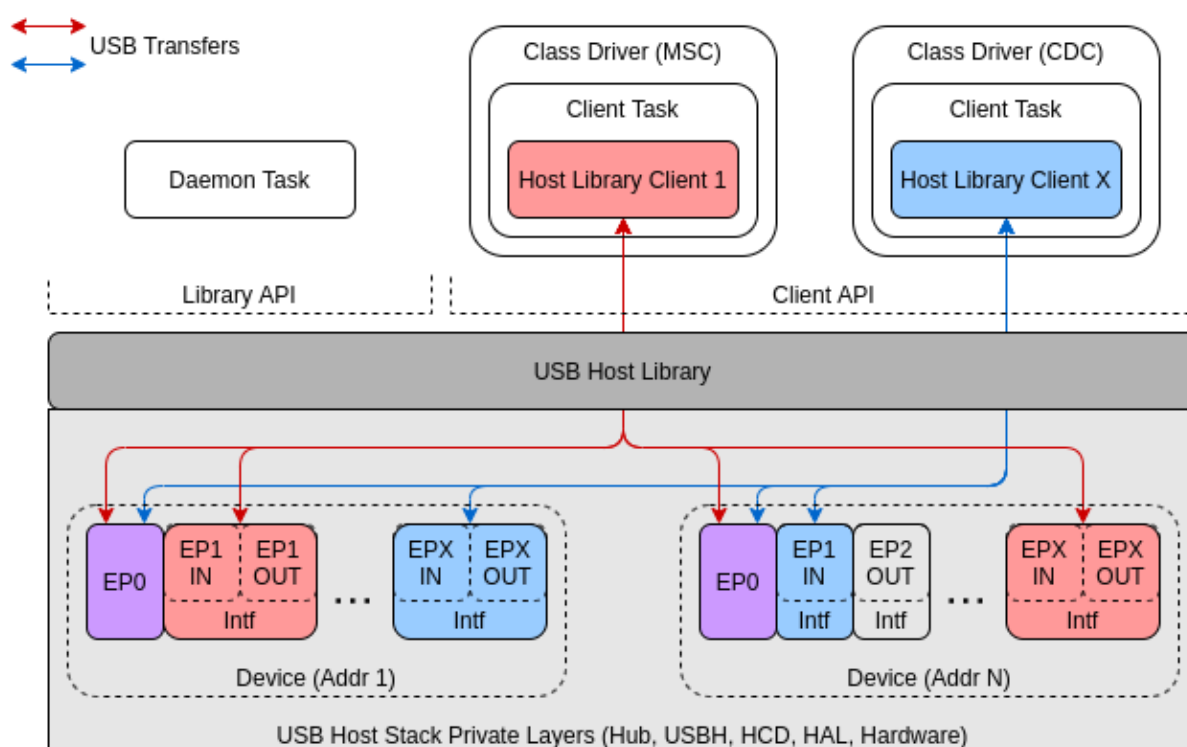 USB Transfers
Class Driver (MSC)
Class Driver (CDC)
Client Task
Client Task
Daemon Task
Host Library Client 1
Host Library Client X
Library API
Client API
USB Host Library
EP0
EP1 IN
EP1 OUT
Intf
...
EPX IN
EPX OUT
Intf
Device (Addr 1)
EP0
EP1 IN
Intf
EP2 OUT
Intf
...
EPX IN
EPX OUT
Intf
Device (Addr N)
USB Host Stack Private Layers (Hub, USBH, HCD, HAL, Hardware)